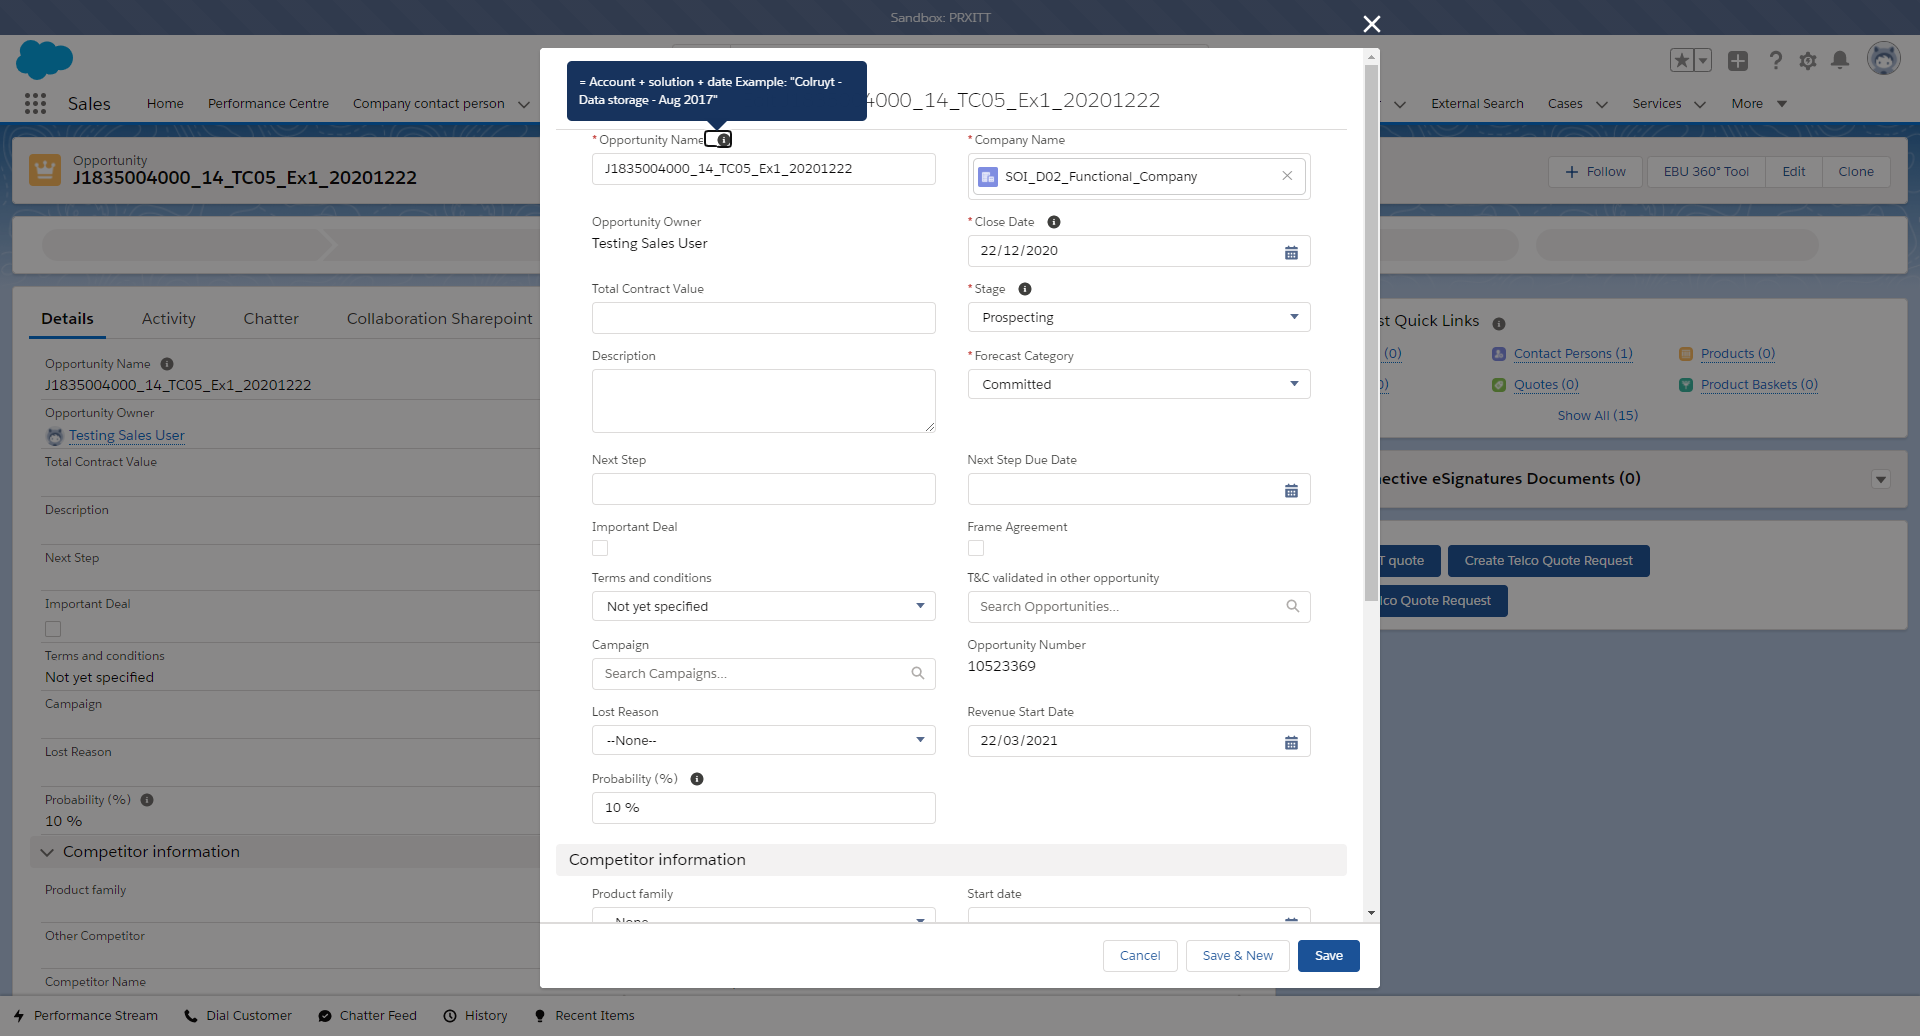 Sandbox: PRXITT
Sales
Home
Performance Centre
Company contact person
External Search
Cases
Services
More
Opportunity
J1835004000_14_TC05_Ex1_20201222
Follow
EBU 360° Tool
Edit
Clone
Details
Activity
Chatter
Collaboration Sharepoint
Opportunity Name
J1835004000_14_TC05_Ex1_20201222
Opportunity Owner
Testing Sales User
Total Contract Value
Description
Next Step
Important Deal
Terms and conditions
Not yet specified
Campaign
Lost Reason
Probability (%)
10 %
Competitor information
Product family
Other Competitor
Competitor Name
= Account + solution + date Example: "Colruyt -
Data storage - Aug 2017"
4000_14_TC05_Ex1_20201222
* Opportunity Name
J1835004000_14_TC05_Ex1_20201222
* Company Name
SOI_D02_Functional_Company
Opportunity Owner
Testing Sales User
* Close Date
22/12/2020
Total Contract Value
* Stage
Prospecting
Description
* Forecast Category
Committed
Next Step
Next Step Due Date
Important Deal
Frame Agreement
Terms and conditions
Not yet specified
T&C validated in other opportunity
Search Opportunities...
Campaign
Search Campaigns...
Opportunity Number
10523369
Lost Reason
--None--
Revenue Start Date
22/03/2021
Probability (%)
10 %
Competitor information
Product family
Start date
Cancel
Save & New
Save
Quick Links
(0)
Contact Persons (1)
Products (0)
Quotes (0)
Product Baskets (0)
Show All (15)
eSignatures Documents (0)
quote
Create Telco Quote Request
Quote Request
Performance Stream
Dial Customer
Chatter Feed
History
Recent Items